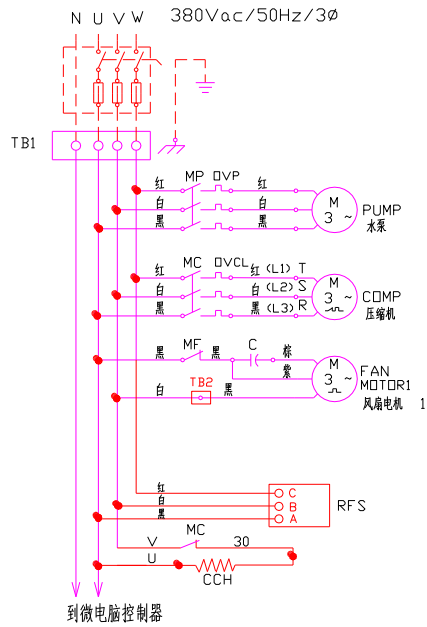 380Vac/50Hz/3Ø
N U V W
TB1
红 MP OVP 红
白 白
黑 黑
M
3 ~
PUMP
水泵
红 MC OVCL 红 (L1) T
白 白 (L2) S
黑 黑 (L3) R
M
3 ~
COMP
压缩机
黑 MF 黑 C 棕
紫
白 TB2 黑
M
3 ~
FAN
MOTOR1
风扇电机 1
红
白
黑
C
B
A
RFS
V MC 30
U
CCH
到微电脑控制器